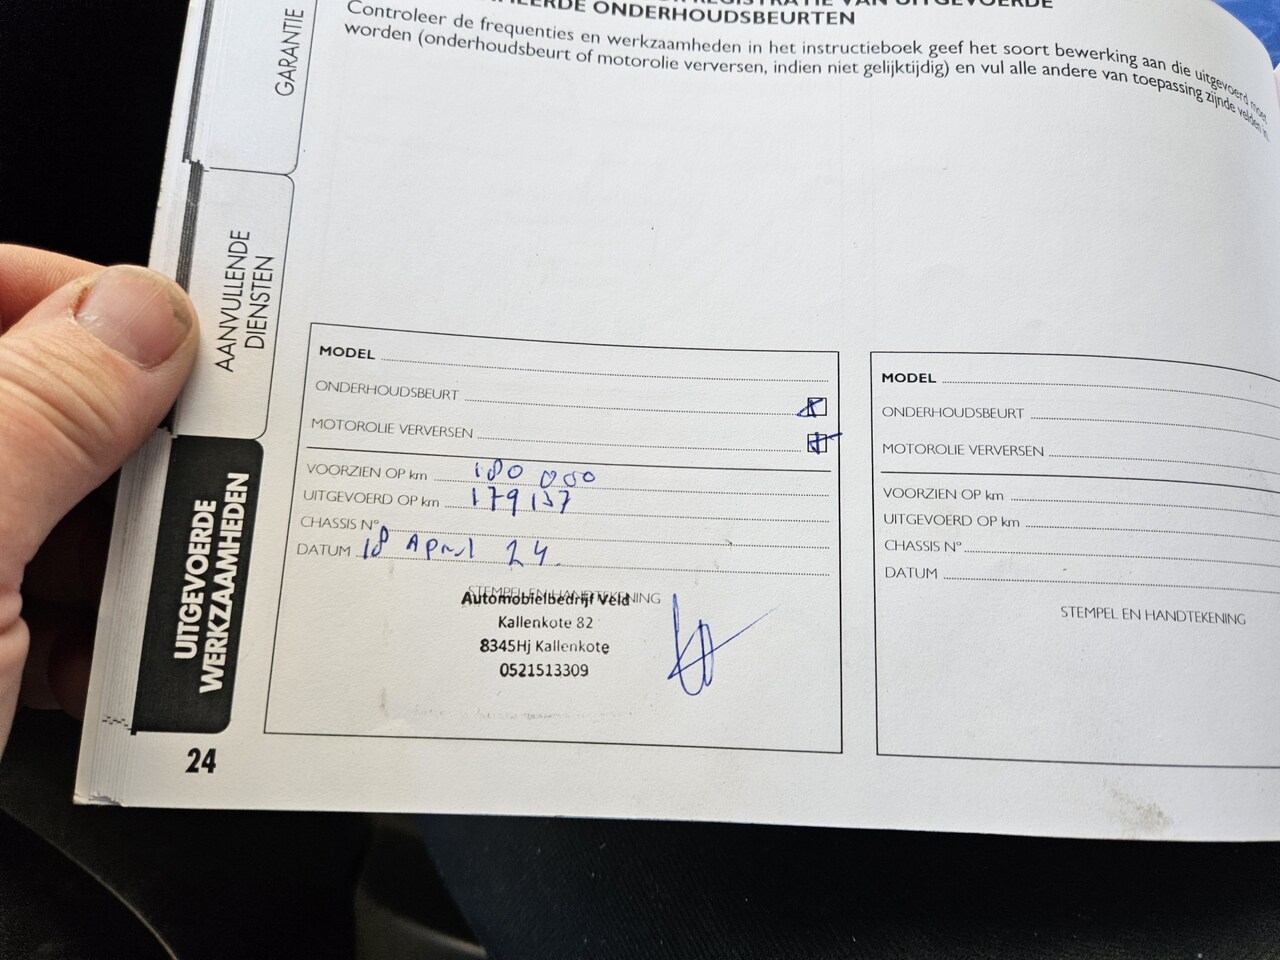 GARANTIE
AANVULLENDE
DIENSTEN
UITGEVOERDE
WERKZAAMHEDEN
24
REGISTRATIE VAN UITGEVOERDE
ONDERHOUDSBEURTEN
Controleer de frequenties en werkzaamheden in het instructieboek geef het soort bewerking aan die uitgevoerd moet
worden (onderhoudsbeurt of motorolie verversen, indien niet gelijktijdig) en vul alle andere van toepassing zijnde velden in.
MODEL
ONDERHOUDSBEURT
MOTOROLIE VERVERSEN
VOORZIEN OP km 180 000
UITGEVOERD OP km 179137
CHASSIS N°
DATUM 18 April 24
STEMPEL EN HANDTEKENING
Automobielbedrijf Veld
Kallenkote 82
8345Hj Kallenkote
0521513309
MODEL
ONDERHOUDSBEURT
MOTOROLIE VERVERSEN
VOORZIEN OP km
UITGEVOERD OP km
CHASSIS N°
DATUM
STEMPEL EN HANDTEKENING